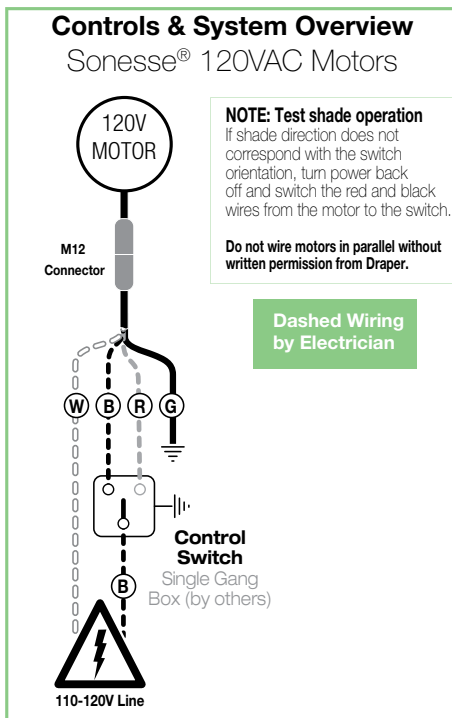 Controls & System Overview
Sonesse® 120VAC Motors
120V
MOTOR
NOTE: Test shade operation
If shade direction does not
correspond with the switch
orientation, turn power back
off and switch the red and black
wires from the motor to the switch.
Do not wire motors in parallel without
written permission from Draper.
M12
Connector
Dashed Wiring
by Electrician
W B R G
Control
Switch
Single Gang
Box (by others)
B
110-120V Line